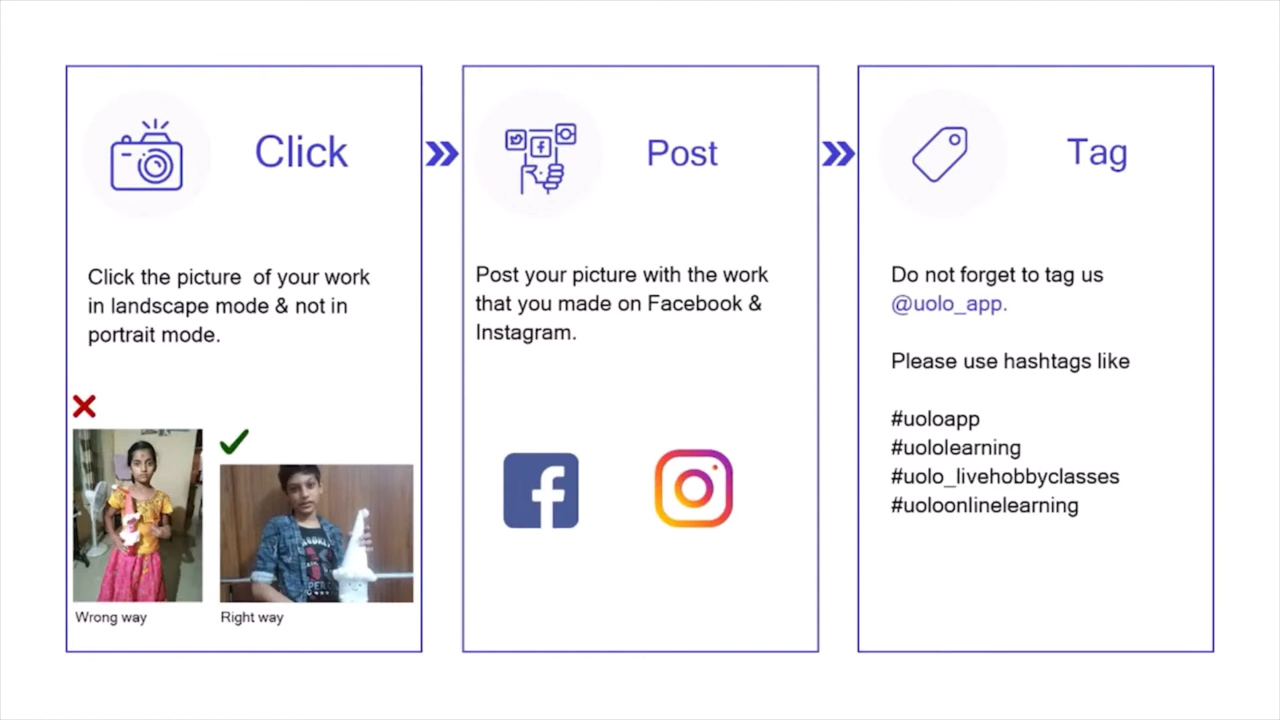 Click
Click the picture  of your work
in landscape mode & not in
portrait mode.
Wrong way
Right way
Post
Post your picture with the work
that you made on Facebook &
Instagram.
Tag
Do not forget to tag us
@uolo_app.
Please use hashtags like
#uoloapp
#uololearning
#uolo_livehobbyclasses
#uoloonlinelearning